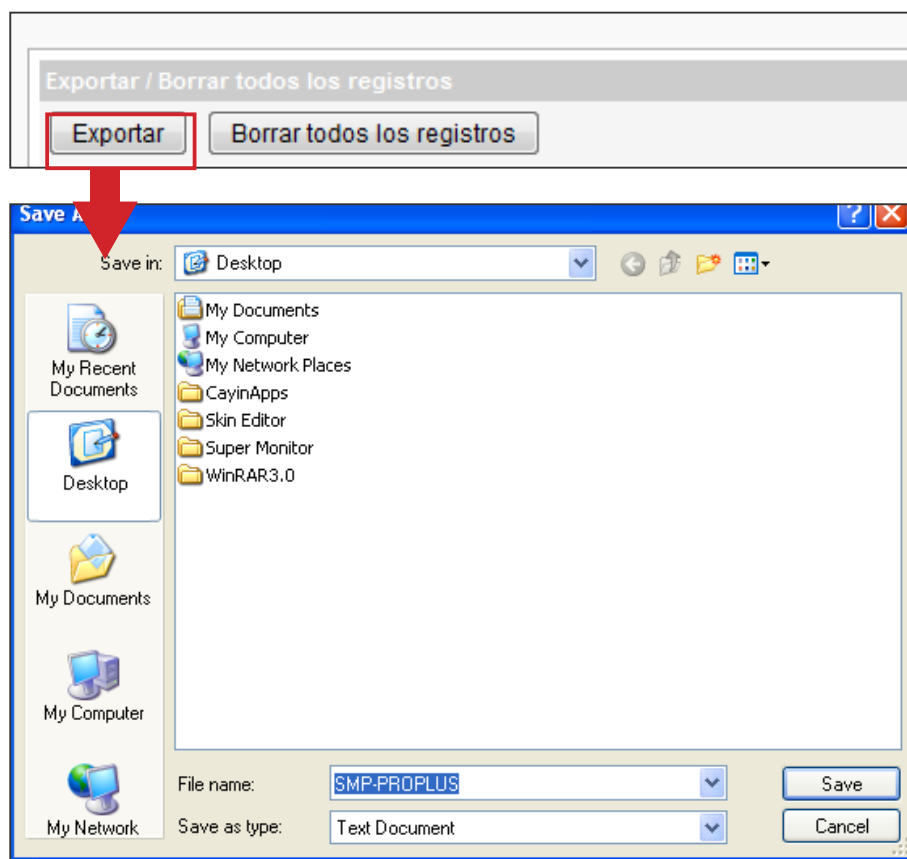 Exportar / Borrar todos los registros
Exportar
Borrar todos los registros
Save A
Save in:
Desktop
My Documents
My Computer
My Network Places
CayinApps
Skin Editor
Super Monitor
WinRAR3.0
My Recent
Documents
Desktop
My Documents
My Computer
My Network
File name:
SMP-PROPLUS
Save
Save as type:
Text Document
Cancel